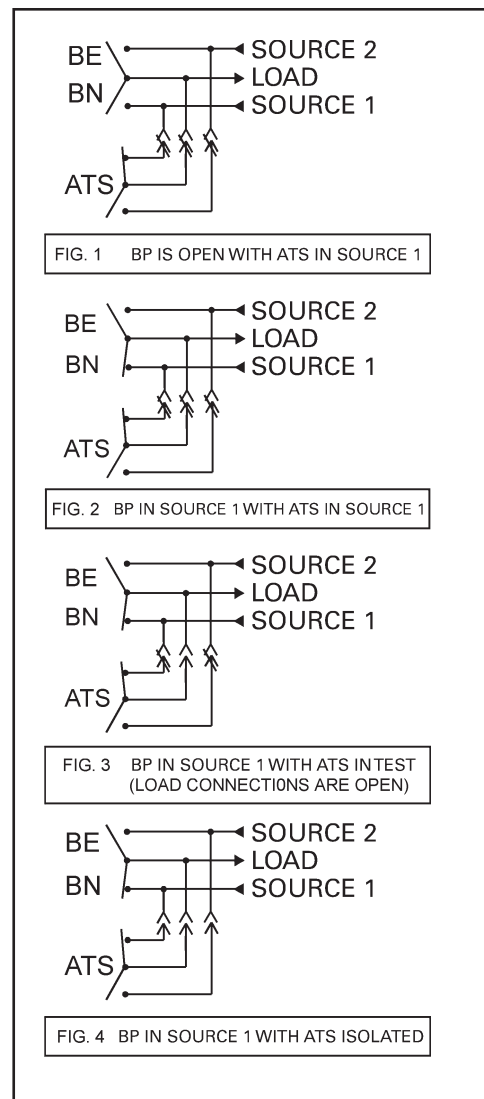 BE
SOURCE 2
LOAD
BN
SOURCE 1
ATS
FIG. 1 BP IS OPEN WITH ATS IN SOURCE 1
BE
SOURCE 2
LOAD
BN
SOURCE 1
ATS
FIG. 2 BP IN SOURCE 1 WITH ATS IN SOURCE 1
BE
SOURCE 2
LOAD
BN
SOURCE 1
ATS
FIG. 3 BP IN SOURCE 1 WITH ATS IN TEST
(LOAD CONNECTI0NS ARE OPEN)
BE
SOURCE 2
LOAD
BN
SOURCE 1
ATS
FIG. 4 BP IN SOURCE 1 WITH ATS ISOLATED